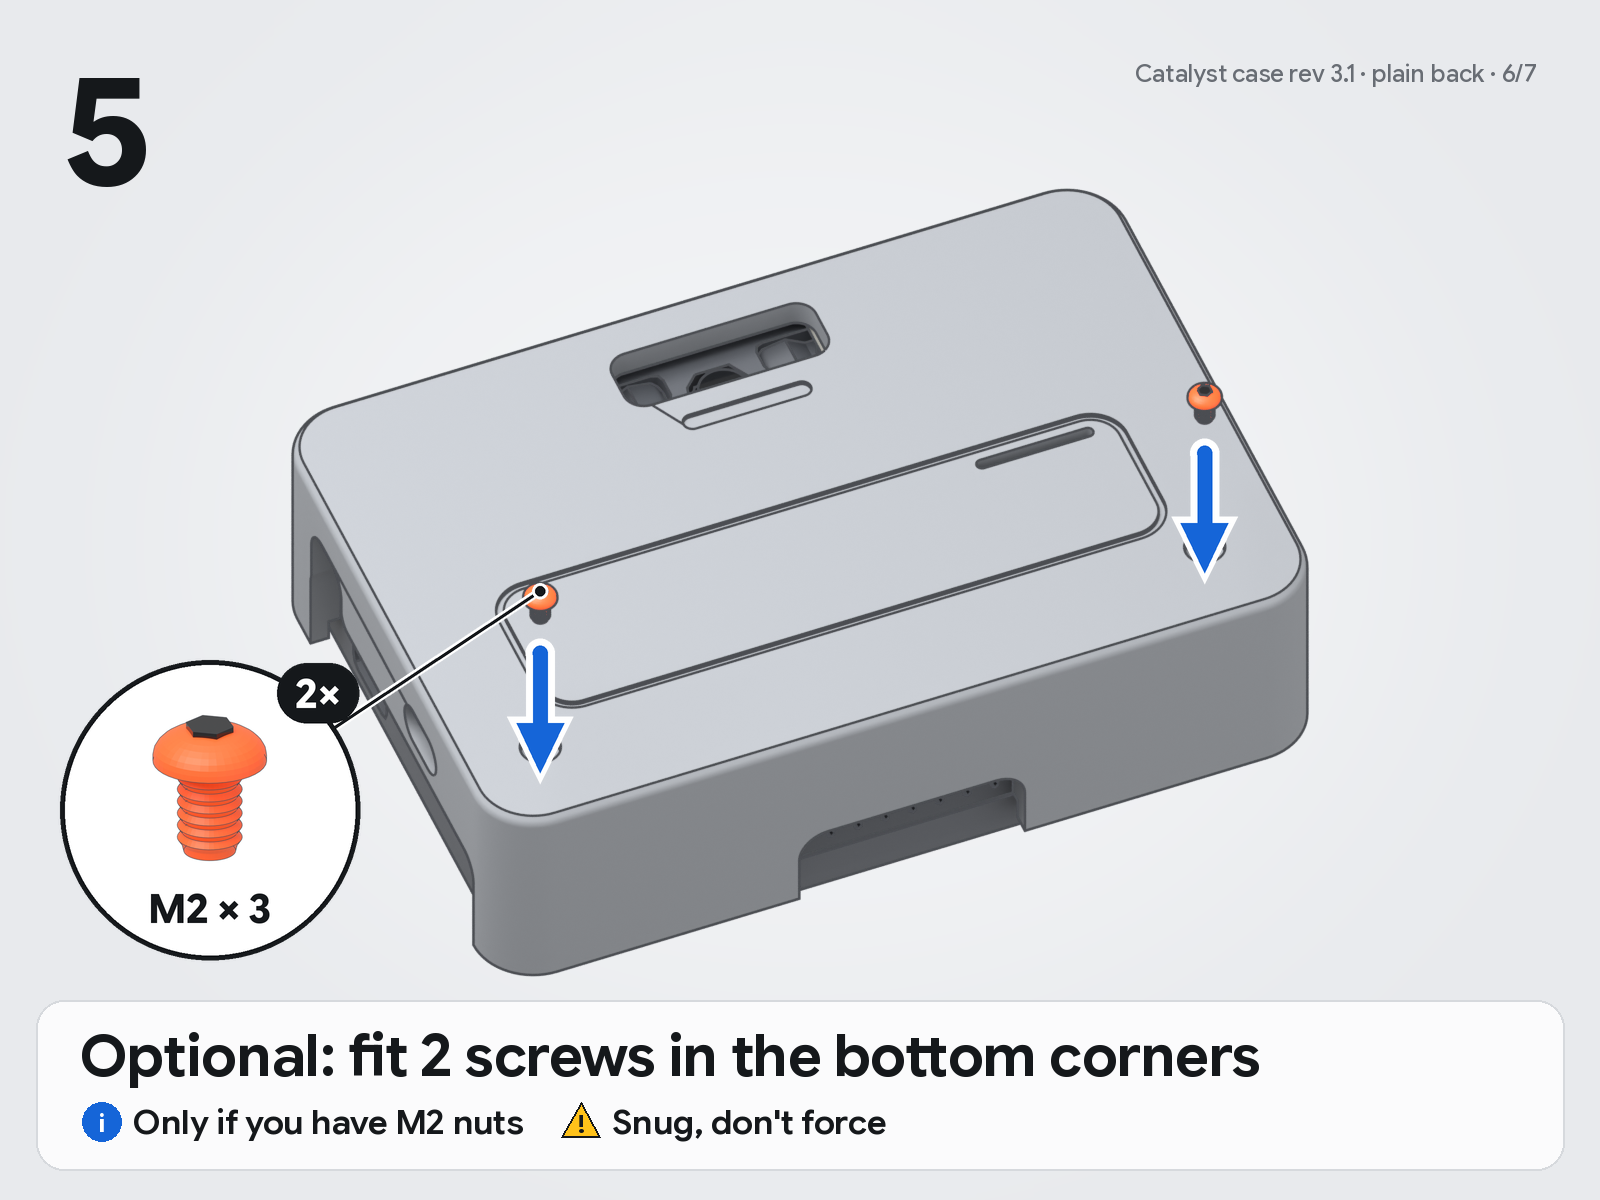 5
Catalyst case rev 3.1 · plain back · 6/7
2×
M2 × 3
Optional: fit 2 screws in the bottom corners
i Only if you have M2 nuts ! Snug, don't force